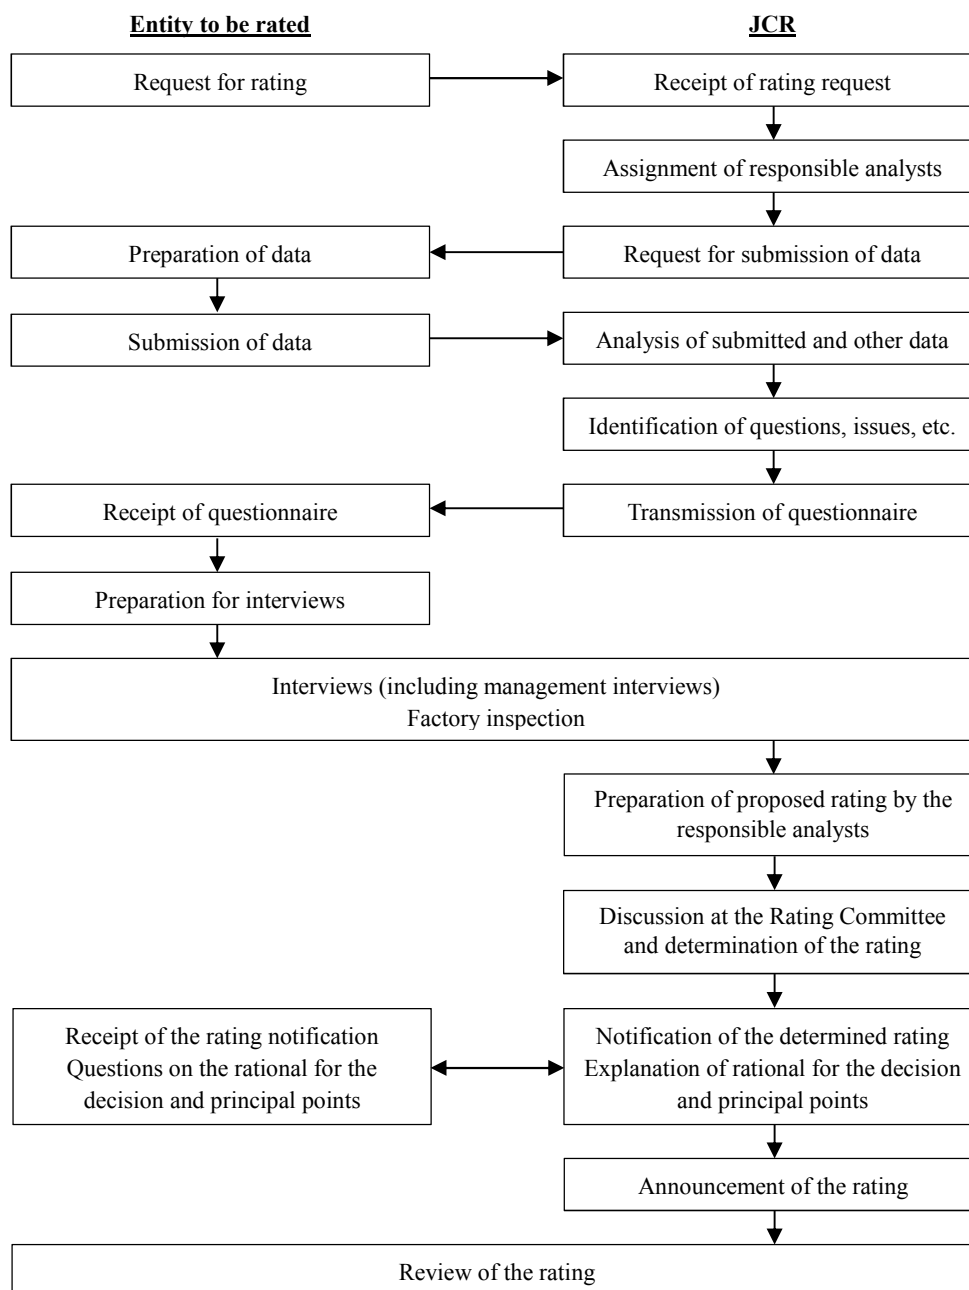 Entity to be rated
JCR
Request for rating
Receipt of rating request
Assignment of responsible analysts
Preparation of data
Request for submission of data
Submission of data
Analysis of submitted and other data
Identification of questions, issues, etc.
Receipt of questionnaire
Transmission of questionnaire
Preparation for interviews
Interviews (including management interviews)
Factory inspection
Preparation of proposed rating by the
responsible analysts
Discussion at the Rating Committee
and determination of the rating
Receipt of the rating notification
Questions on the rational for the
decision and principal points
Notification of the determined rating
Explanation of rational for the decision
and principal points
Announcement of the rating
Review of the rating